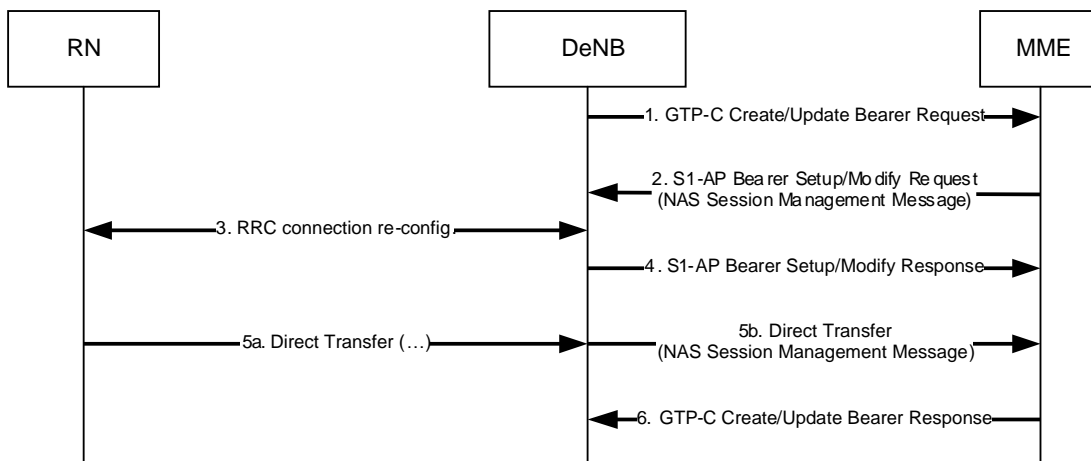 RN
DeNB
MME
1. GTP-C Create/Update Bearer Request
2. S1-AP Bearer Setup/Modify Request
(NAS Session Management Message)
3. RRC connection re-config.
4. S1-AP Bearer Setup/Modify Response
5a. Direct Transfer (…)
5b. Direct Transfer
(NAS Session Management Message)
6. GTP-C Create/Update Bearer Response